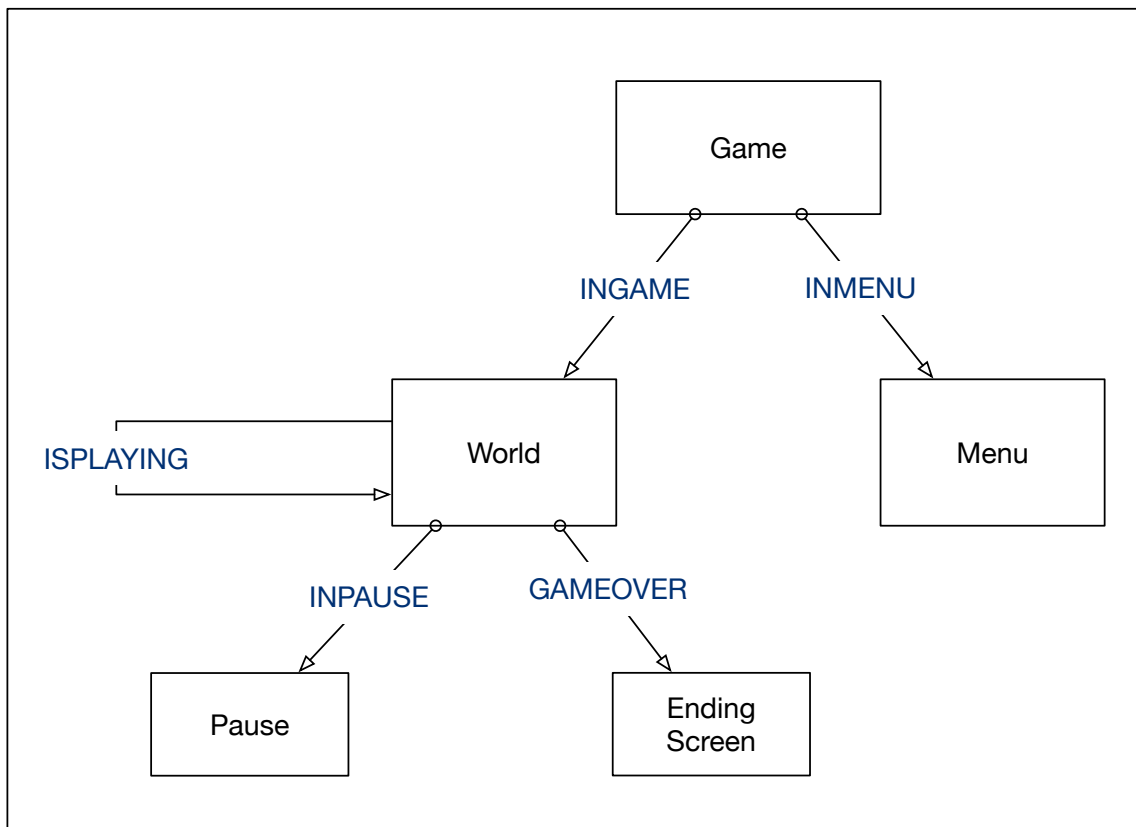 Game
INGAME
INMENU
World
Menu
ISPLAYING
INPAUSE
GAMEOVER
Pause
Ending
Screen